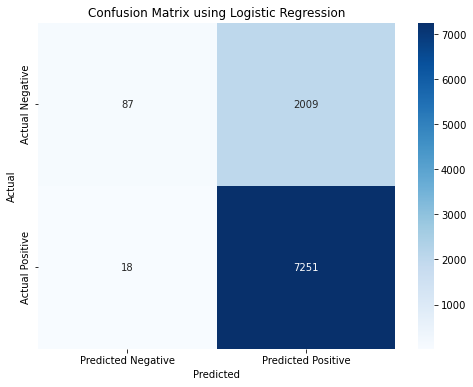 Confusion Matrix using Logistic Regression
Actual
Actual Negative
Actual Positive
87
2009
18
7251
Predicted Negative
Predicted Positive
Predicted
7000
6000
5000
4000
3000
2000
1000